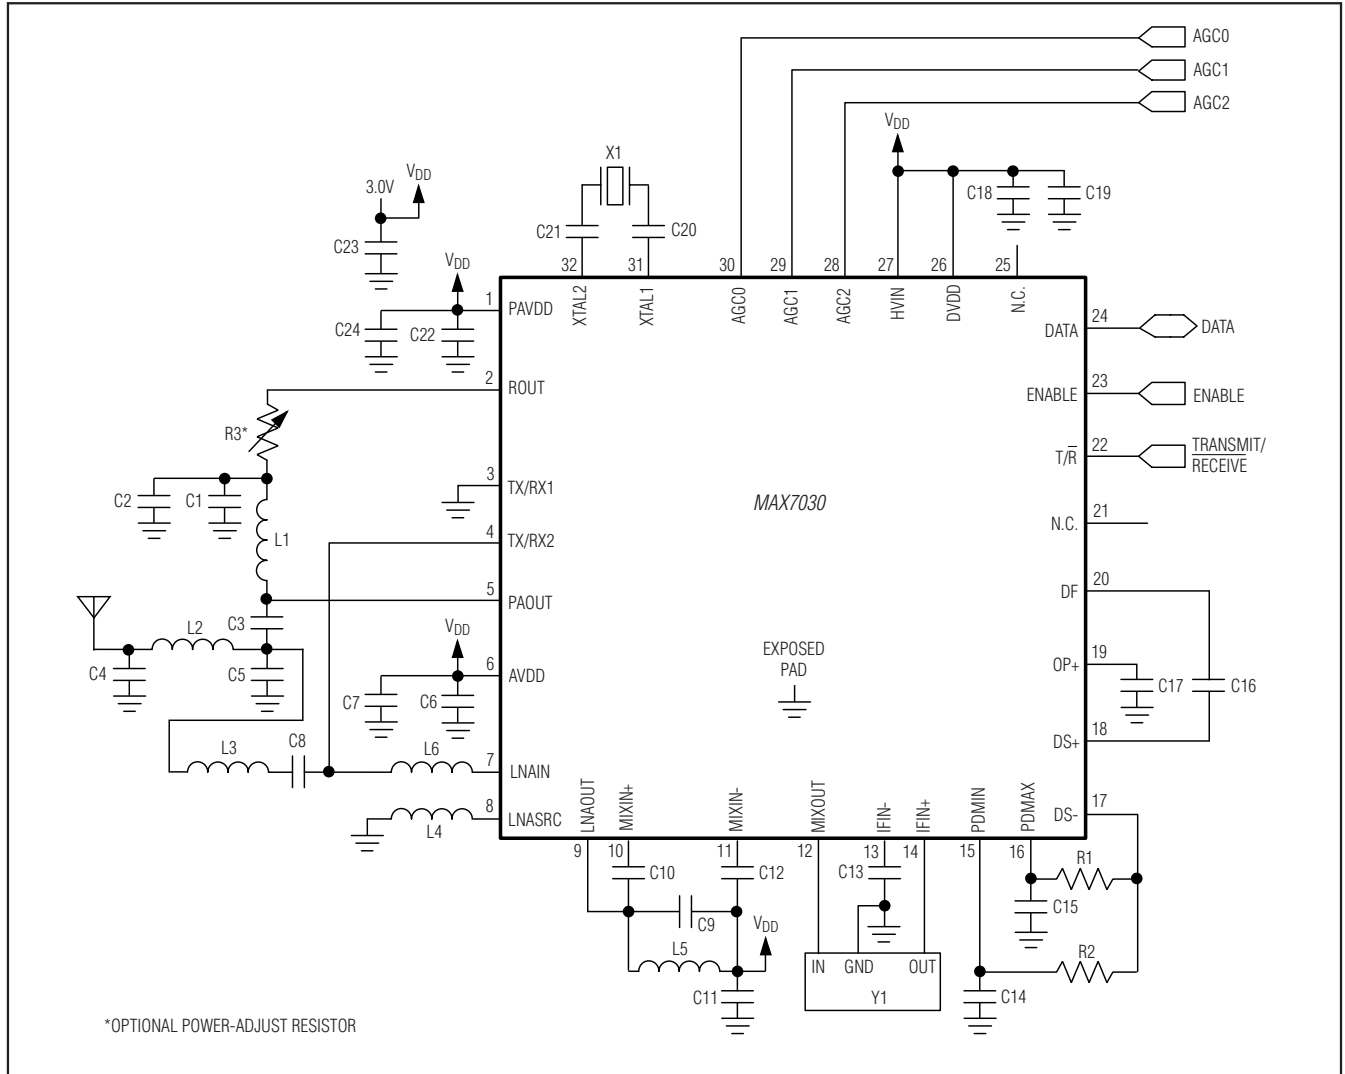 AGC0
AGC1
AGC2
VDD
X1
VDD
3.0V
C18
C19
C23
C21
C20
VDD
32
31
30
29
28
27
26
25
1
PAVDD
XTAL2
XTAL1
AGC0
AGC1
AGC2
HVIN
DVDD
N.C.
C24
C22
DATA
24
DATA
2
ROUT
ENABLE
23
ENABLE
R3*
T/R
22
TRANSMIT/
RECEIVE
3
TX/RX1
C2
C1
MAX7030
N.C.
21
L1
4
TX/RX2
5
PAOUT
DF
20
C3
L2
C4
C5
VDD
6
AVDD
EXPOSED
PAD
OP+
19
C17
C16
C7
C6
DS+
18
L3
C8
L6
7
LNAIN
L4
8
LNASRC
LNAOUT
MIXIN+
MIXIN-
MIXOUT
IFIN-
IFIN+
PDMIN
PDMAX
DS-
17
9
10
11
12
13
14
15
16
C10
C12
C13
R1
C15
C9
VDD
L5
R2
IN
GND
OUT
Y1
C11
C14
*OPTIONAL POWER-ADJUST RESISTOR